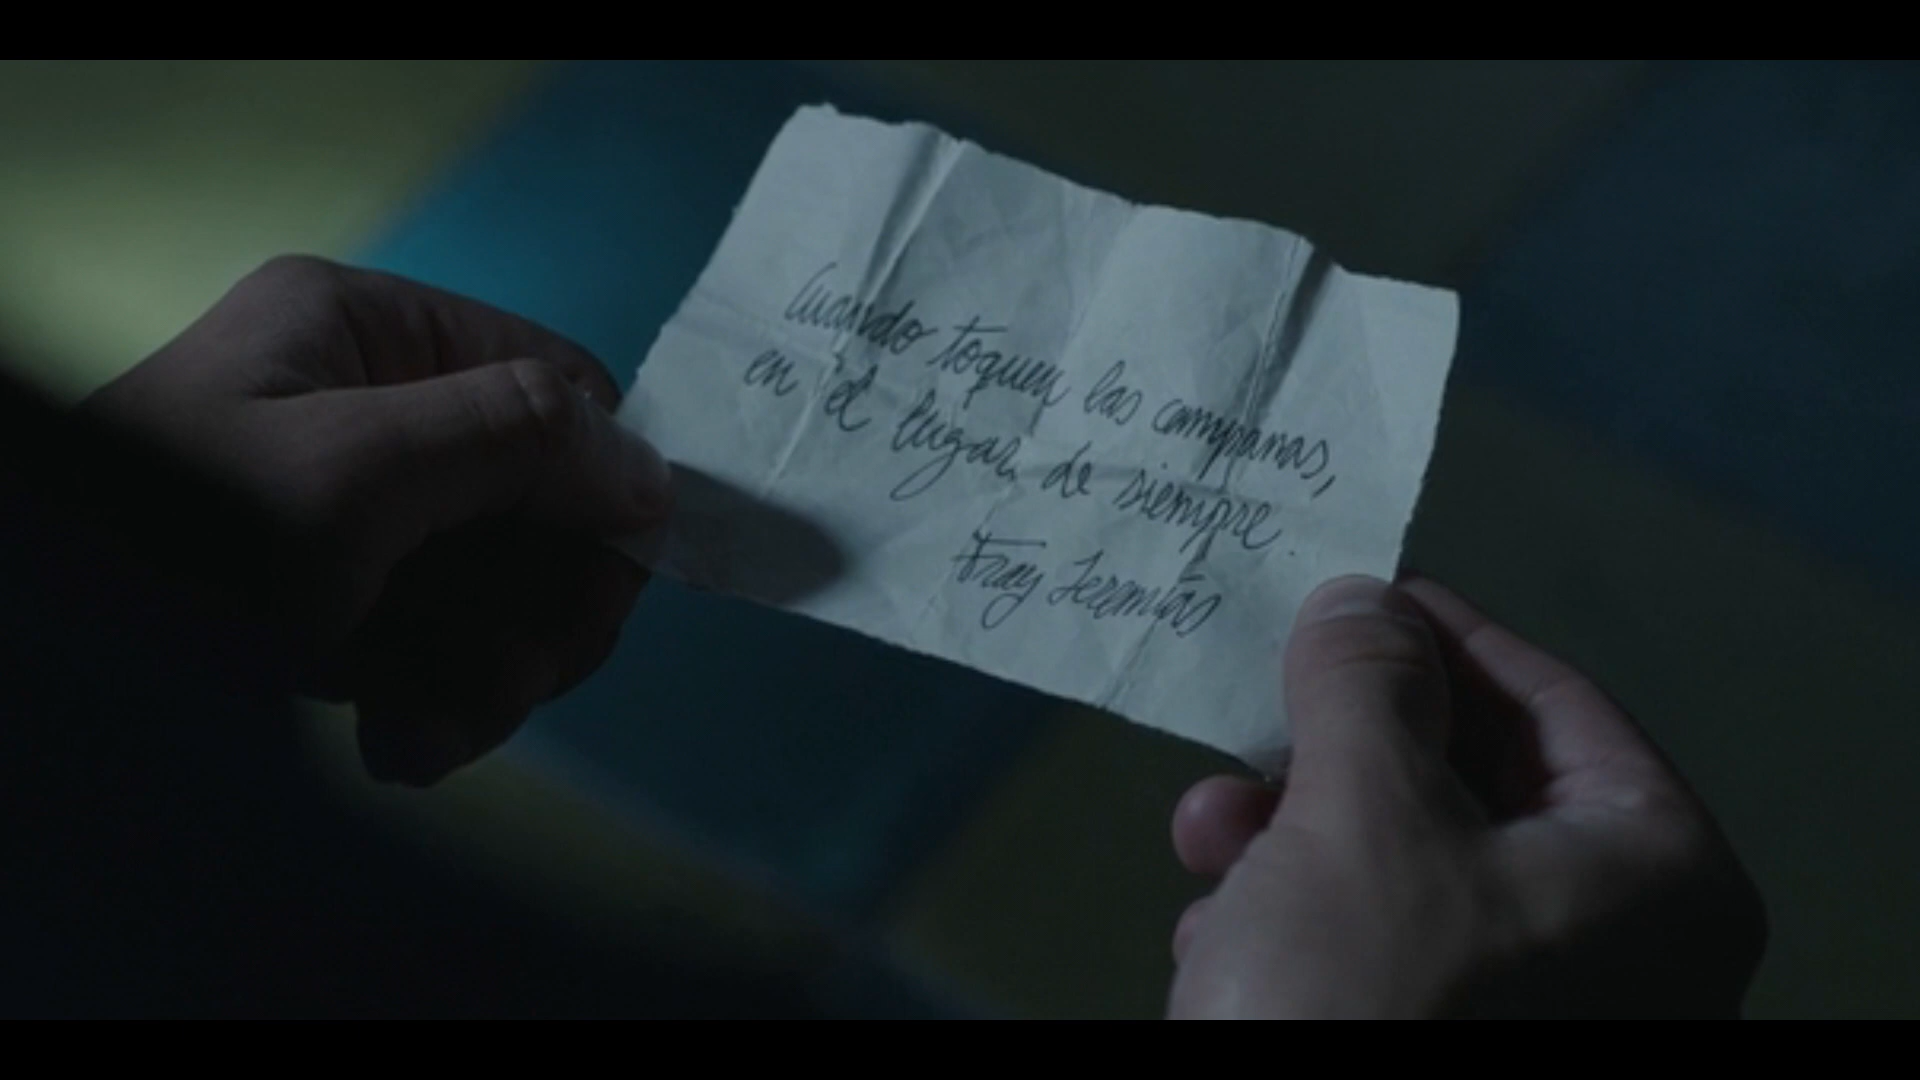 Cuando toquen las campanas,
en el lugar de siempre.
Fray Jeremías